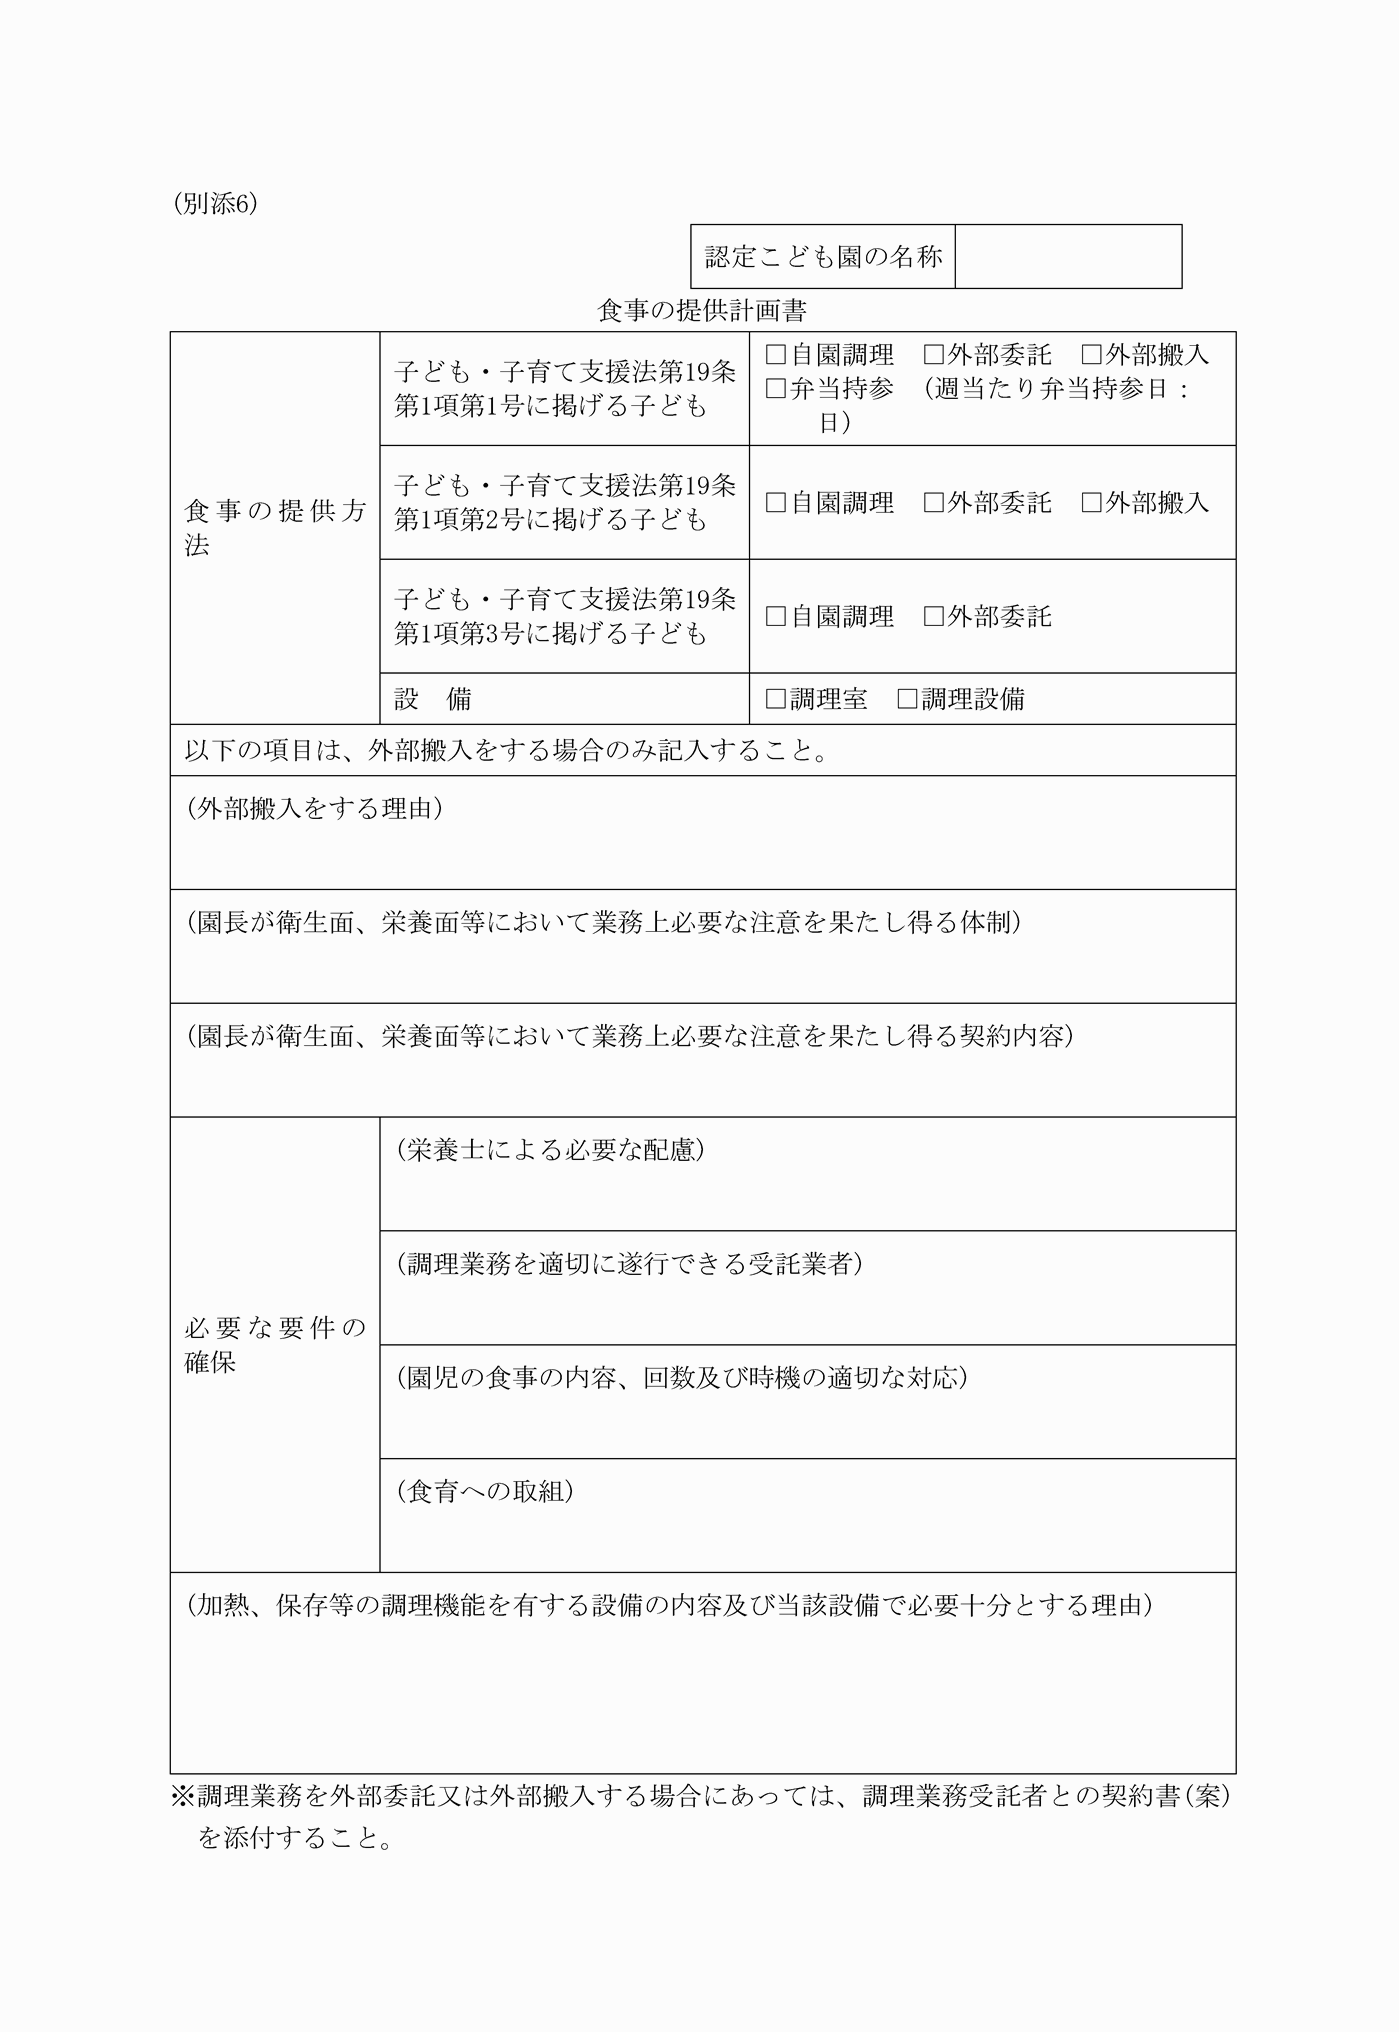 (別添6)
認定こども園の名称
食事の提供計画書
食事の提供方
法
子ども・子育て支援法第19条
第1項第1号に掲げる子ども
□自園調理　□外部委託　□外部搬入
□弁当持参　(週当たり弁当持参日：
日)
子ども・子育て支援法第19条
第1項第2号に掲げる子ども
□自園調理　□外部委託　□外部搬入
子ども・子育て支援法第19条
第1項第3号に掲げる子ども
□自園調理　□外部委託
設　備
□調理室　□調理設備
以下の項目は、外部搬入をする場合のみ記入すること。
(外部搬入をする理由)
(園長が衛生面、栄養面等において業務上必要な注意を果たし得る体制)
(園長が衛生面、栄養面等において業務上必要な注意を果たし得る契約内容)
必要な要件の
確保
(栄養士による必要な配慮)
(調理業務を適切に遂行できる受託業者)
(園児の食事の内容、回数及び時機の適切な対応)
(食育への取組)
(加熱、保存等の調理機能を有する設備の内容及び当該設備で必要十分とする理由)
※調理業務を外部委託又は外部搬入する場合にあっては、調理業務受託者との契約書(案)
を添付すること。